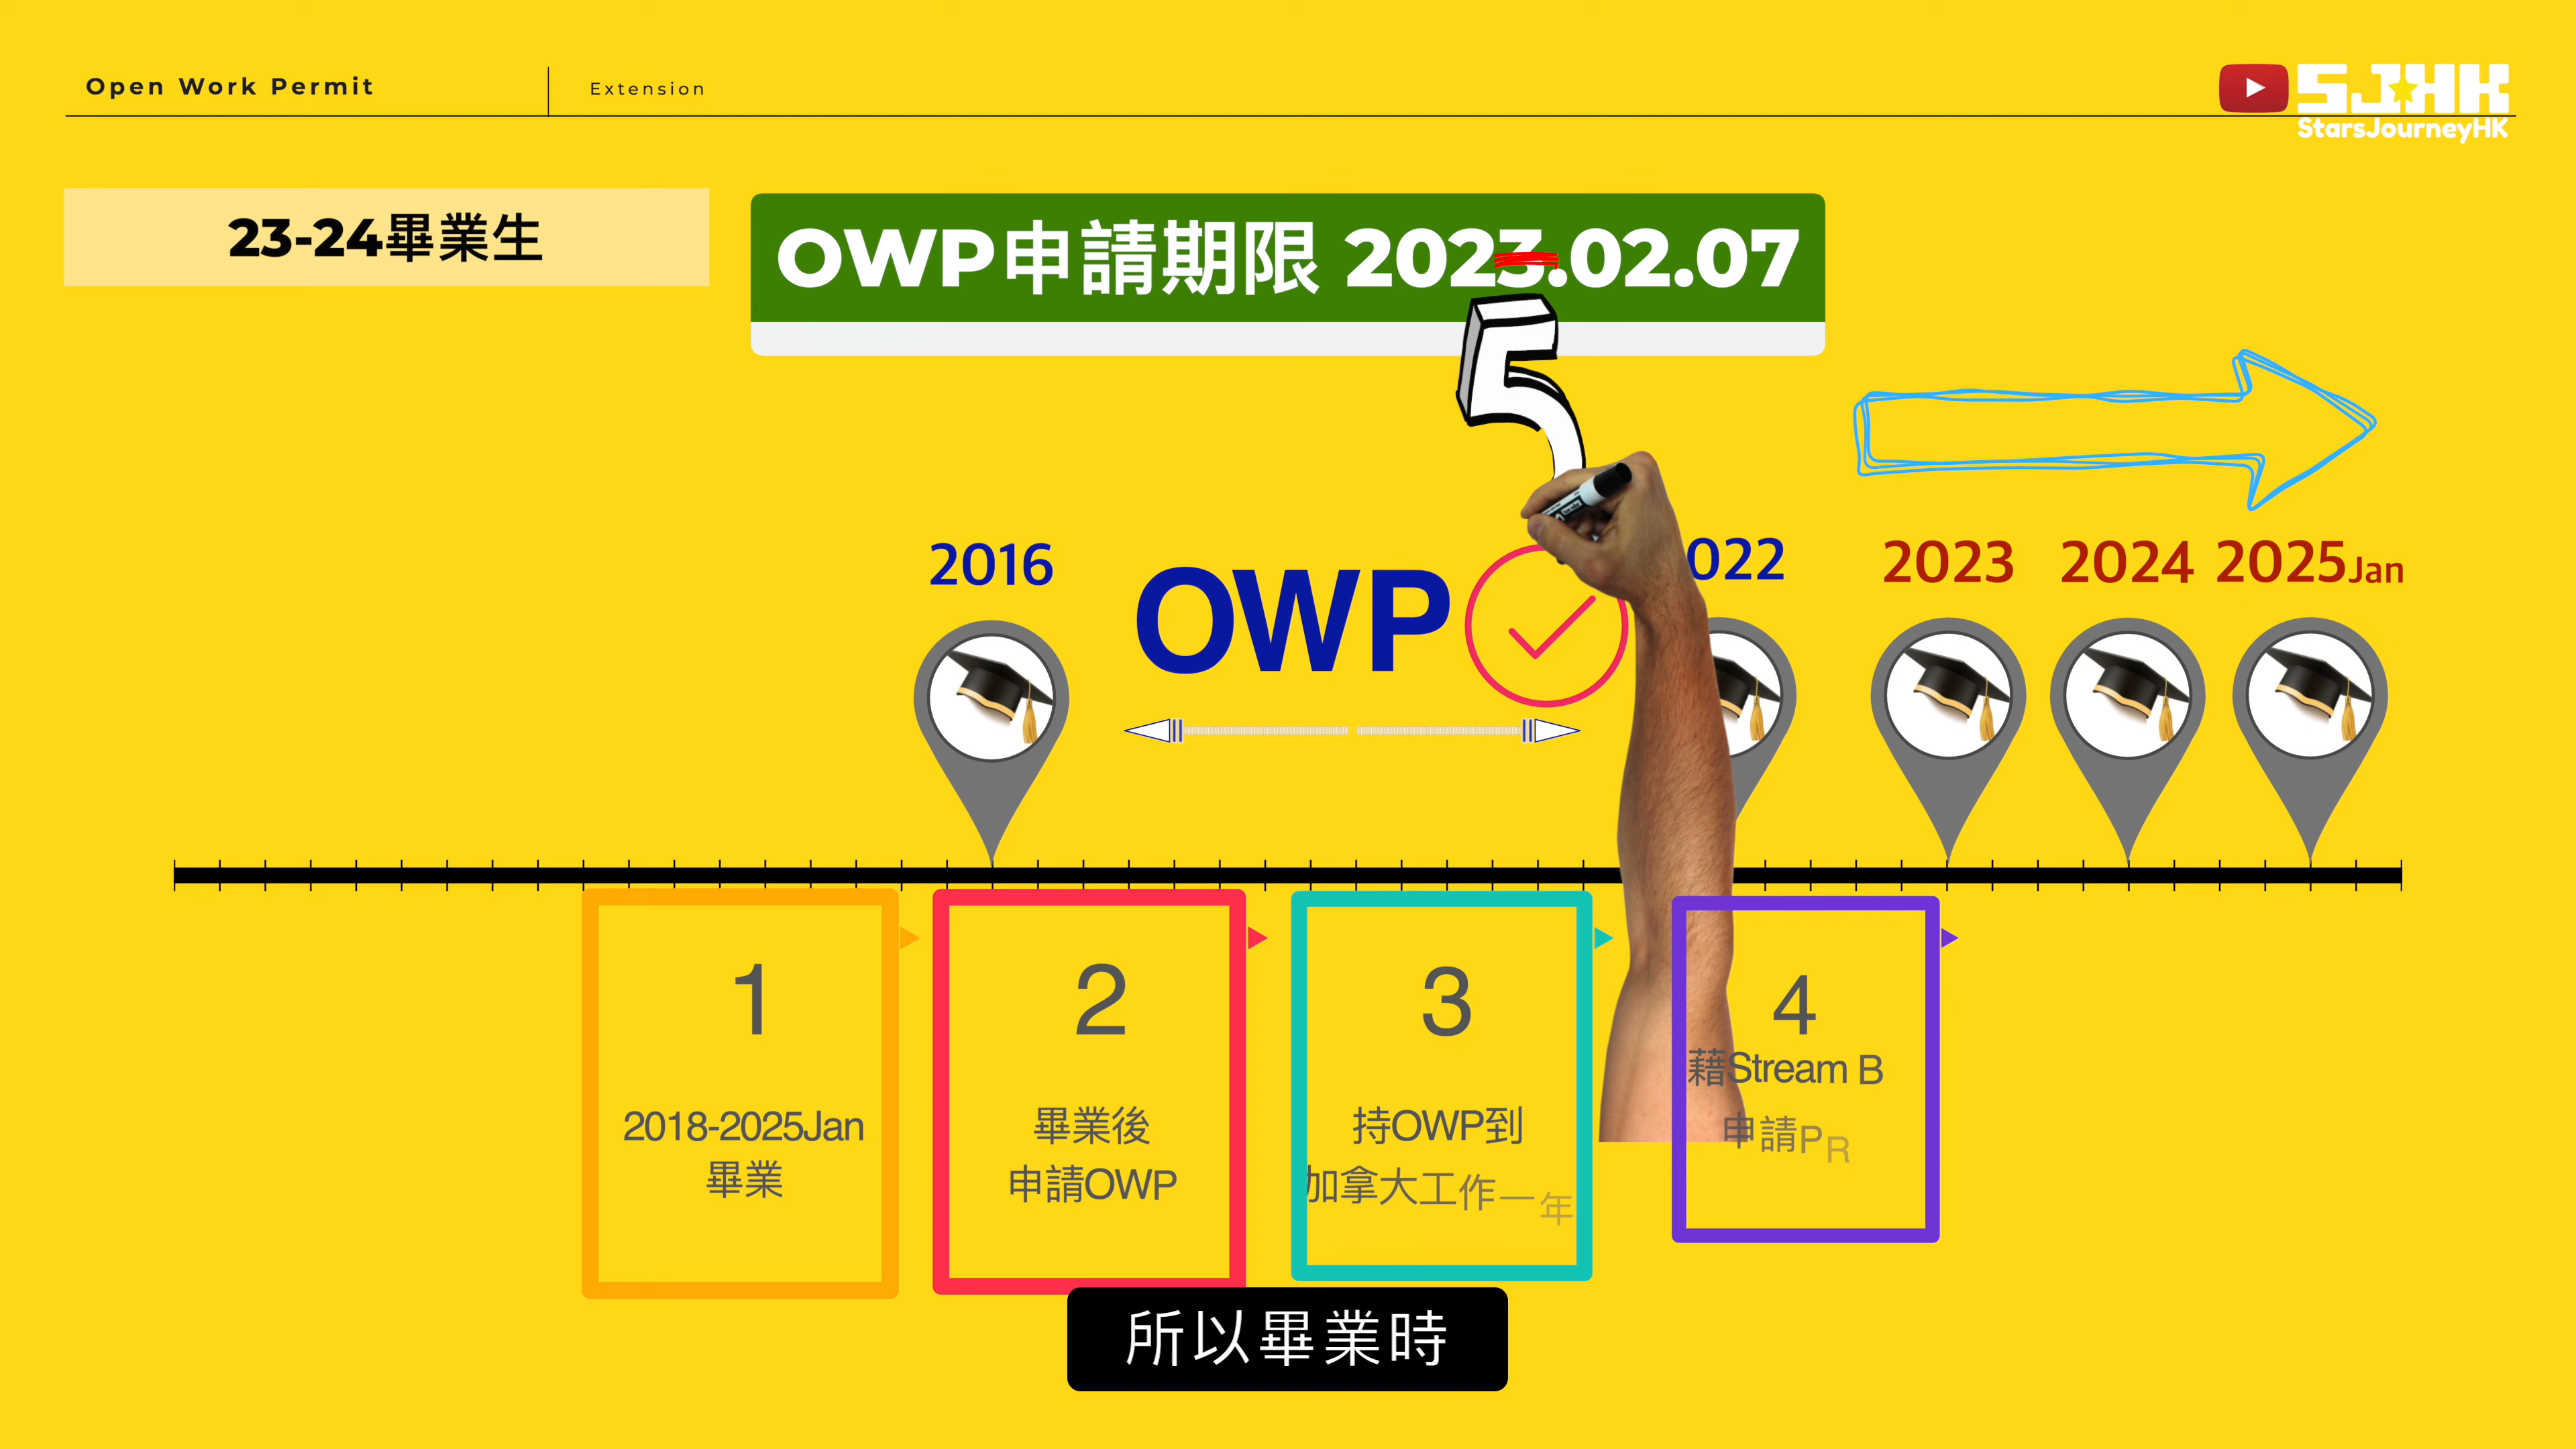 Open Work Permit
Extension
SJHK
StarsJourneyHK
23-24畢業生
OWP申請期限 2023.02.07
5
2016
OWP
022
2023
2024
2025Jan
1
2018-2025Jan
畢業
2
畢業後
申請OWP
3
持OWP到
加拿大工作一年
4
藉Stream B
申請PR
所以畢業時